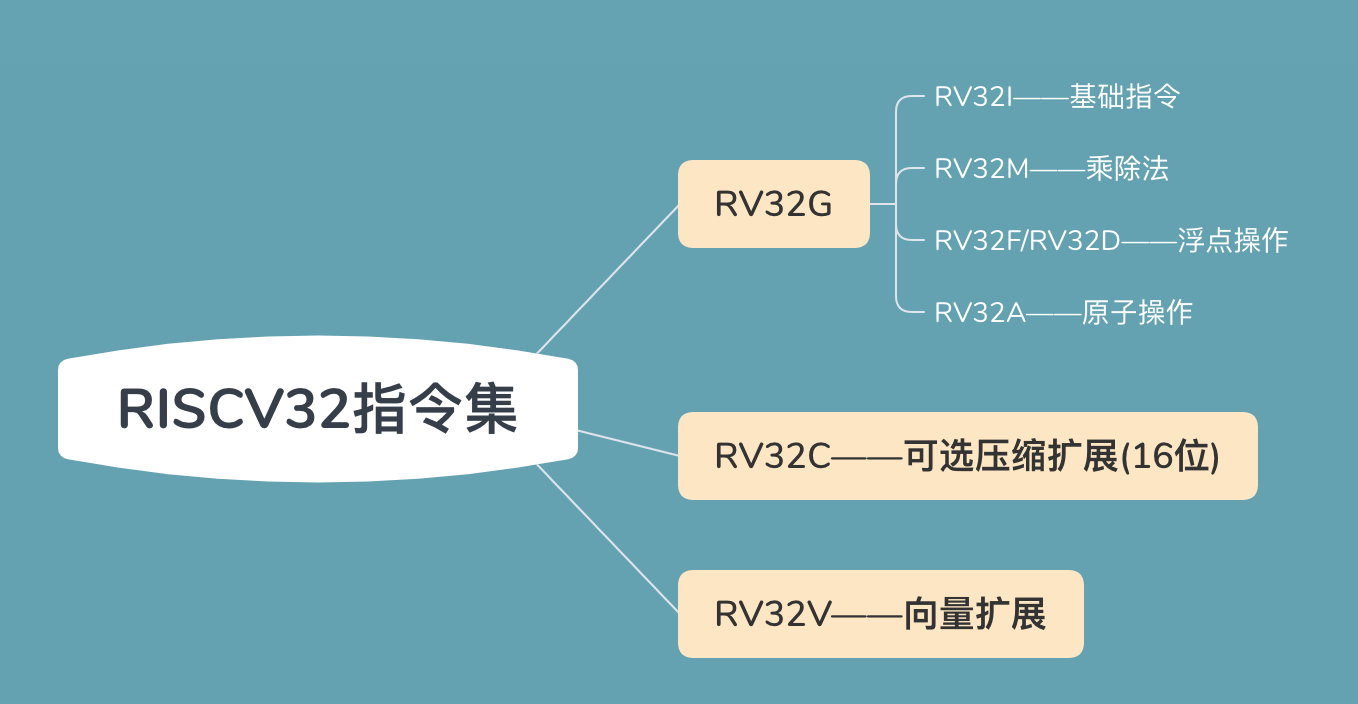 RISCV32指令集
RV32G
RV32I——基础指令
RV32M——乘除法
RV32F/RV32D——浮点操作
RV32A——原子操作
RV32C——可选压缩扩展(16位)
RV32V——向量扩展